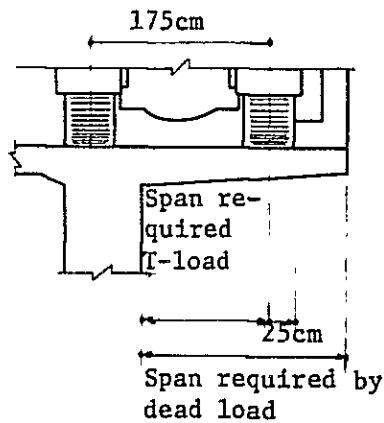 175cm
Span re-
quired
T-load
25cm
Span required by
dead load